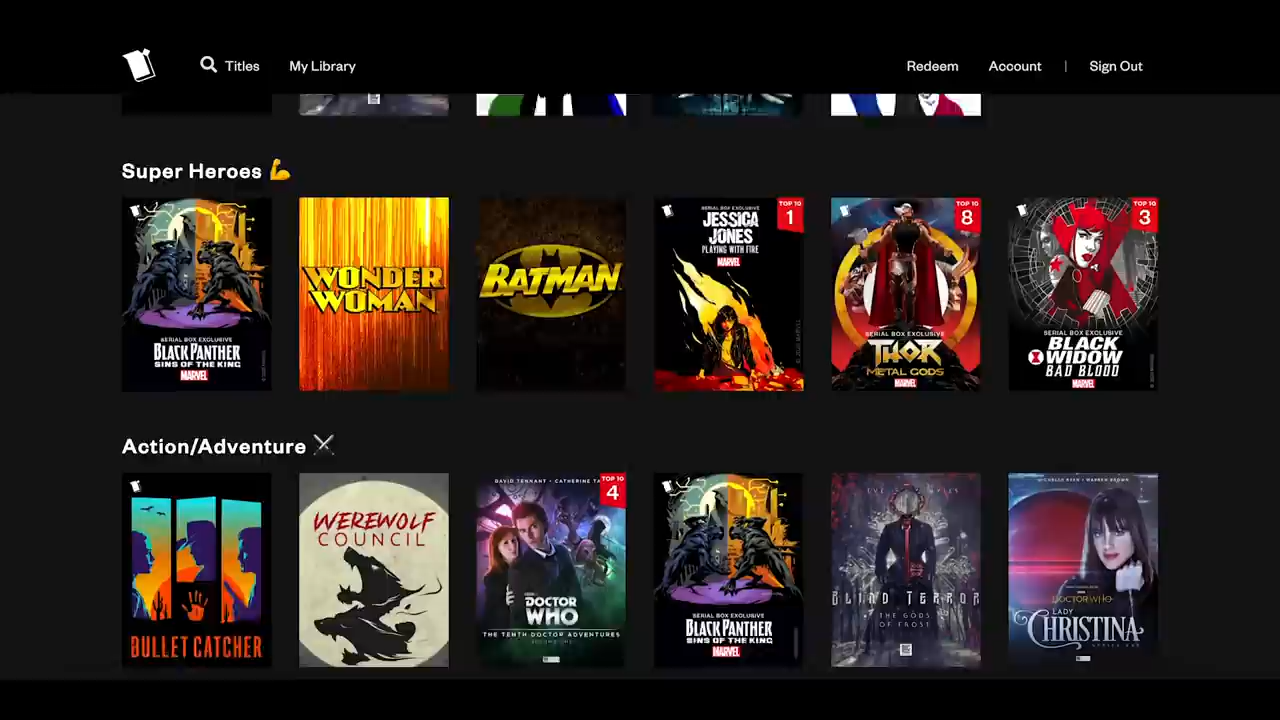 Titles
My Library
Redeem
Account
|
Sign Out
Super Heroes 💪
SERIAL BOX EXCLUSIVE
BLACK PANTHER
SINS OF THE KING
MARVEL
WONDER
WOMAN
BATMAN
TOP 10
1
SERIAL BOX EXCLUSIVE
JESSICA
JONES
PLAYING WITH FIRE
MARVEL
TOP 10
8
SERIAL BOX EXCLUSIVE
THOR
METAL GODS
MARVEL
TOP 10
3
SERIAL BOX EXCLUSIVE
BLACK
WIDOW
BAD BLOOD
MARVEL
Action/Adventure ⚔
BULLET CATCHER
WEREWOLF
COUNCIL
DAVID TENNANT • CATHERINE
TOP 10
4
DOCTOR
WHO
THE TENTH DOCTOR ADVENTURES
SERIAL BOX EXCLUSIVE
BLACK PANTHER
SINS OF THE KING
MARVEL
BLIND TERROR
THE GODS
OF FROST
DOCTOR WHO
LADY
CHRISTINA